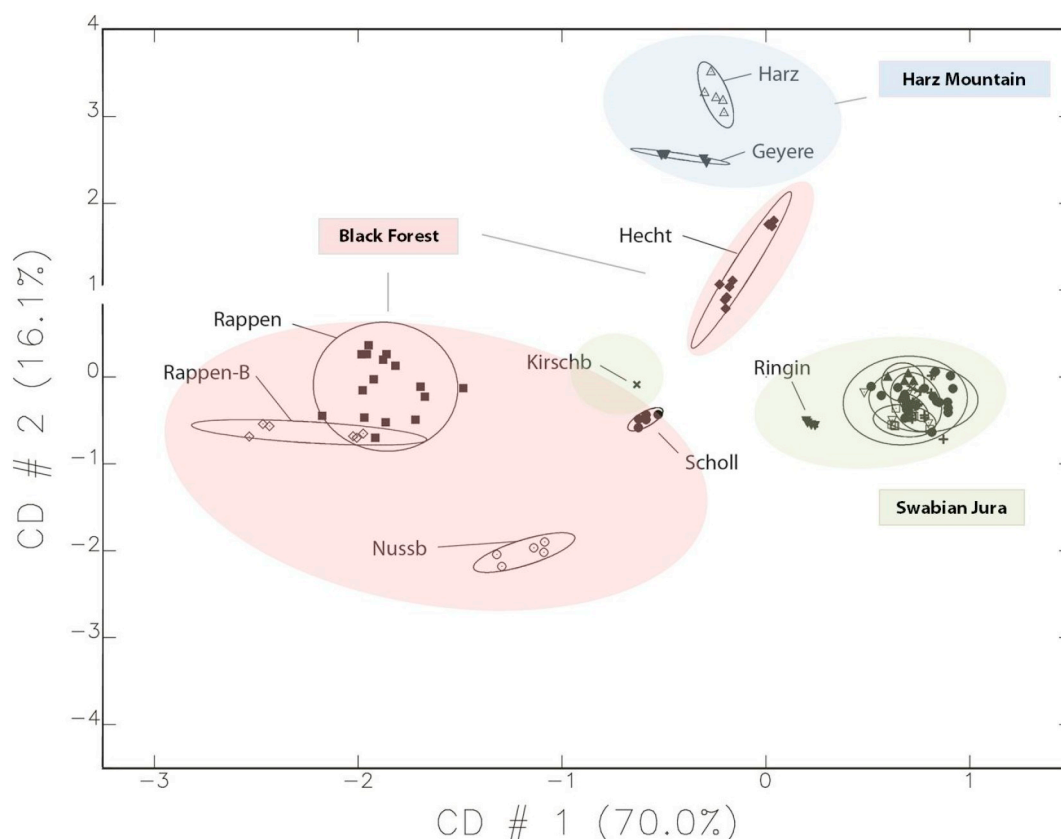 4
3
2
1
0
−1
−2
−3
−4
CD # 2 (16.1%)
Harz
Harz Mountain
Geyere
Black Forest
Hecht
Rappen
Rappen-B
Kirschb
Ringin
Scholl
Swabian Jura
Nussb
−3
−2
−1
0
1
CD # 1 (70.0%)